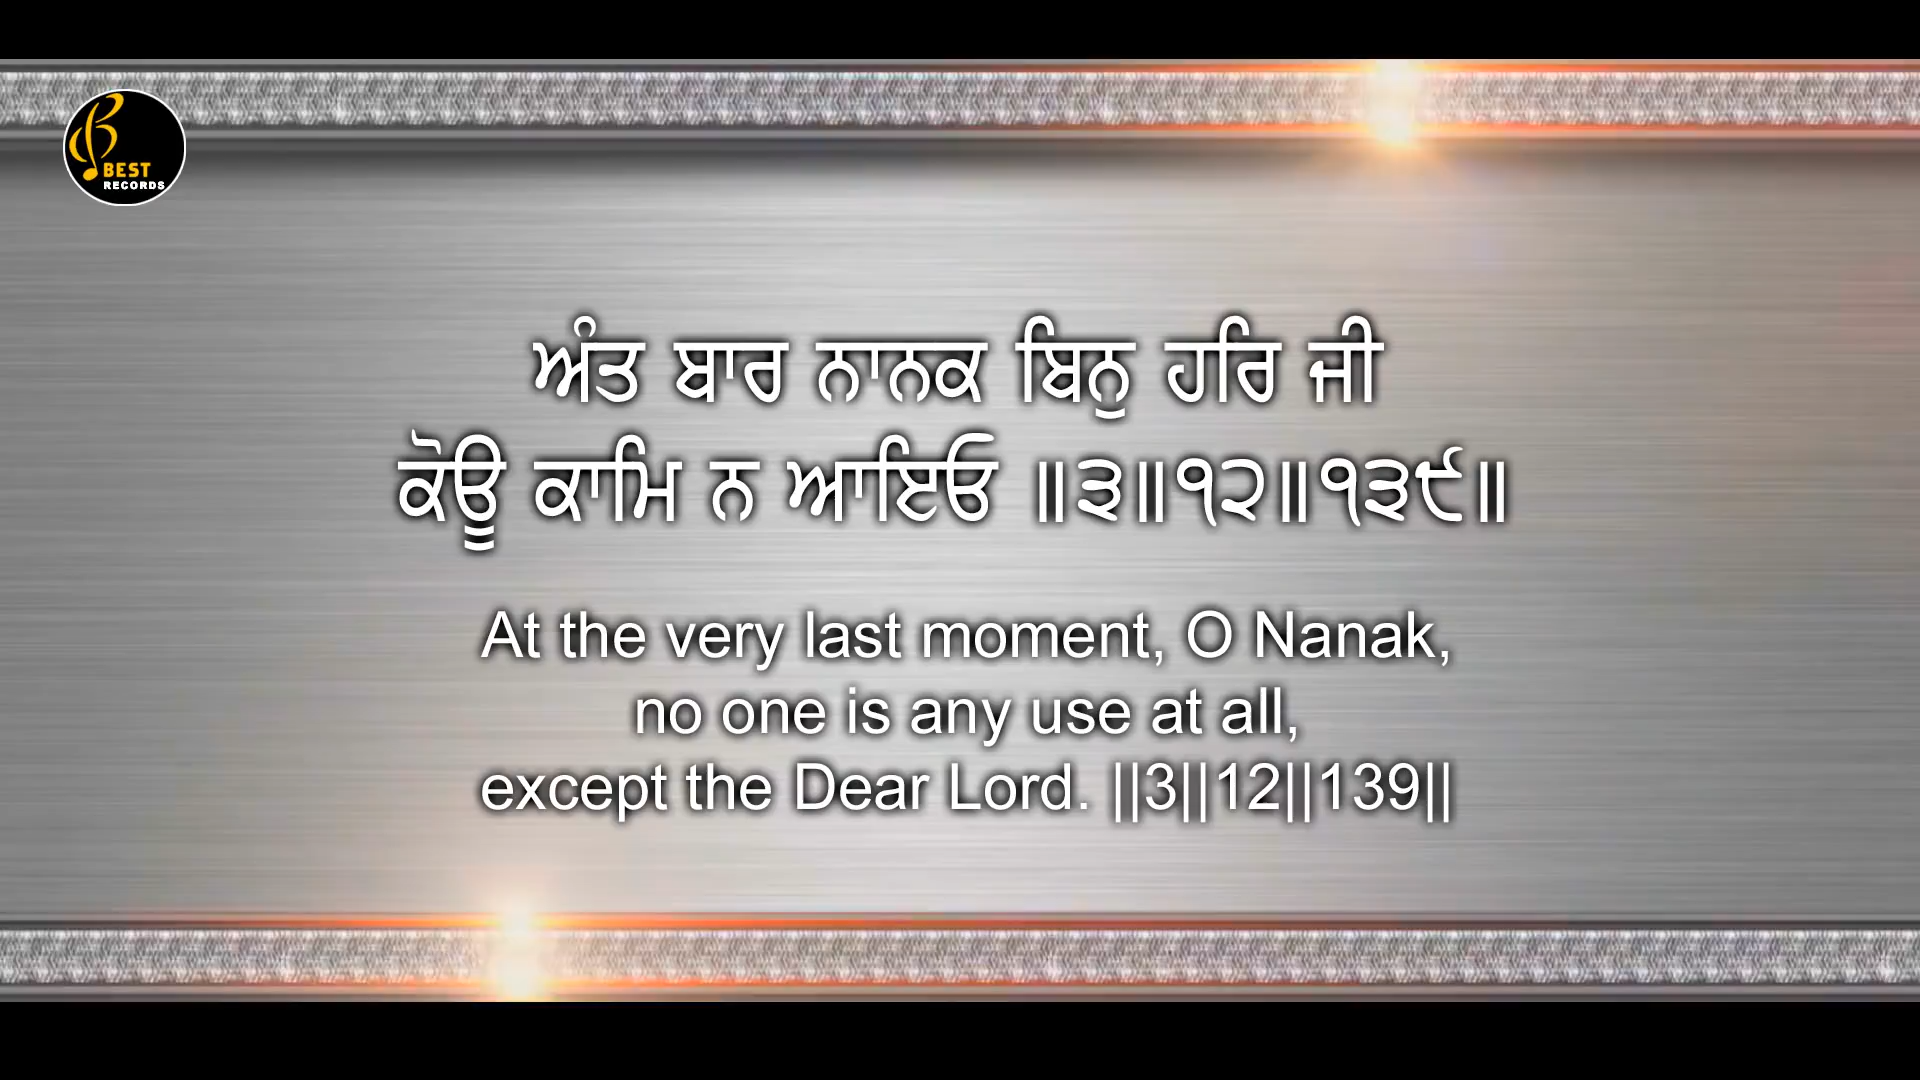 BEST
RECORDS
ਅੰਤ ਬਾਰ ਨਾਨਕ ਬਿਨੁ ਹਰਿ ਜੀ
ਕੋਊ ਕਾਮਿ ਨ ਆਇਓ ॥੩॥੧੨॥੧੩੯॥
At the very last moment, O Nanak,
no one is any use at all,
except the Dear Lord. ||3||12||139||